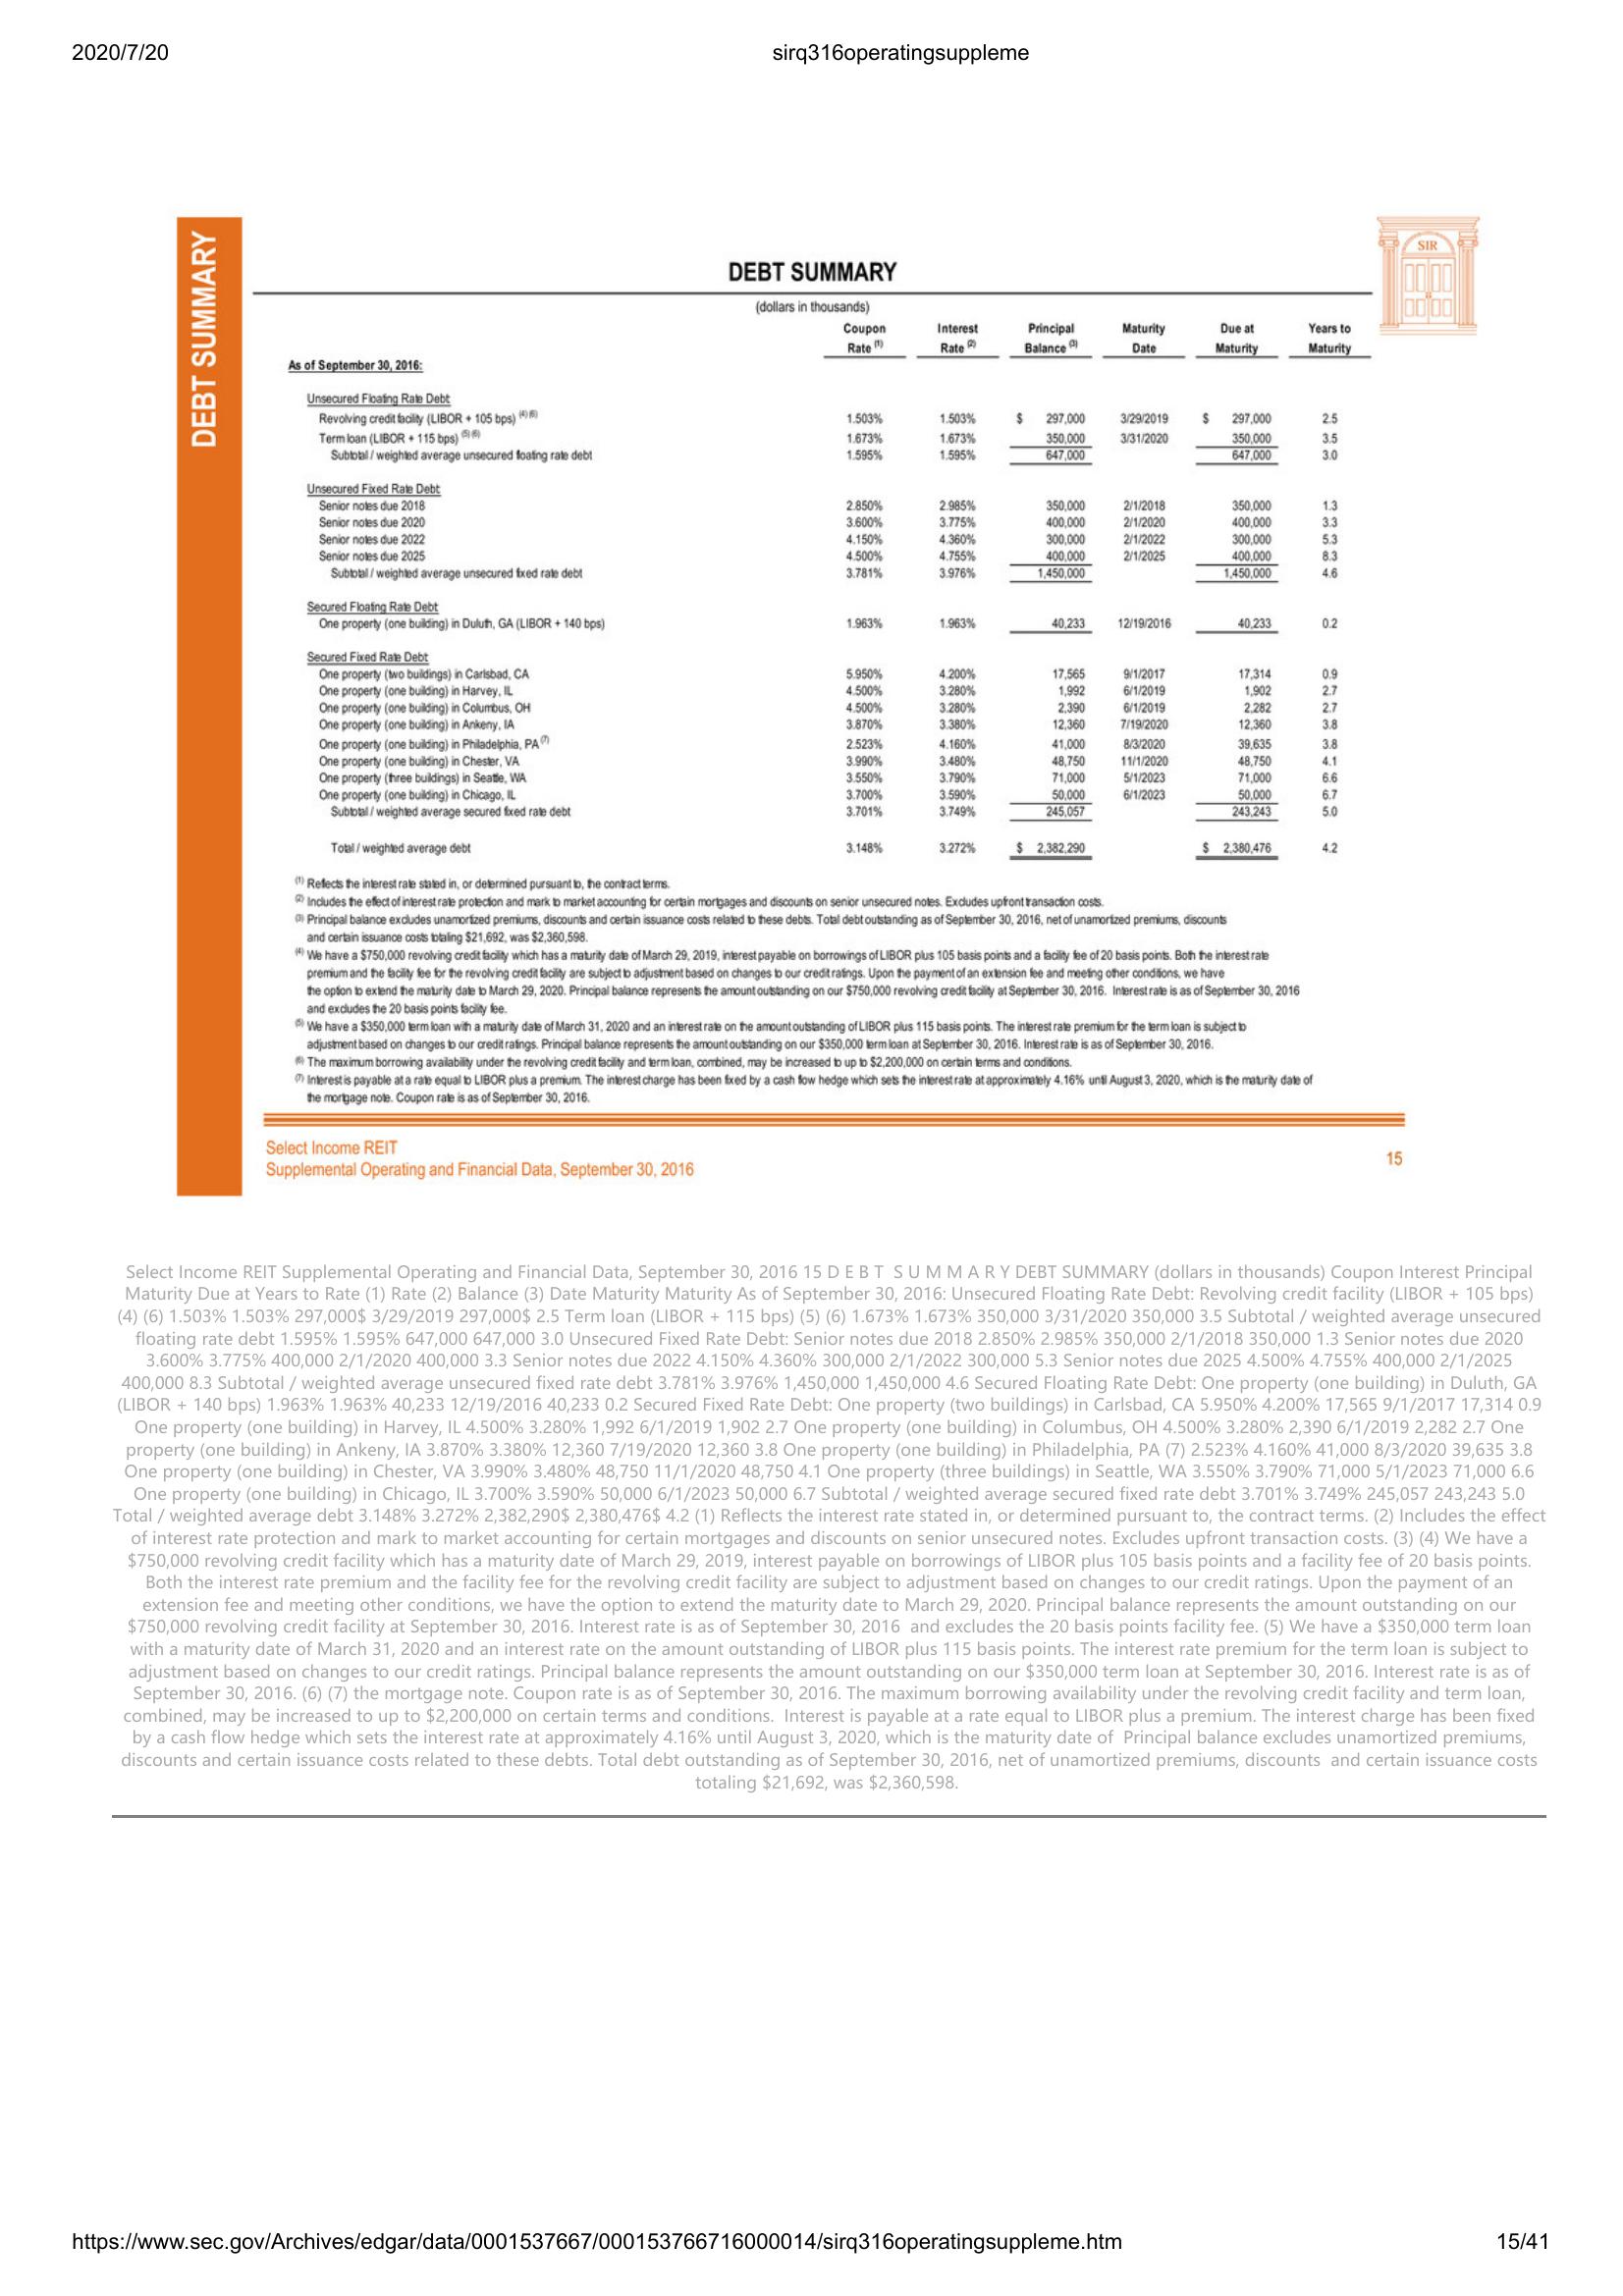 2020/7/20 sirq316operatingsuppleme
DEBT SUMMARY
SIR
DEBT SUMMARY
(dollars in thousands)
Coupon Interest Principal Maturity Due at Years to
Rate (1) Rate (2) Balance (3) Date Maturity Maturity
As of September 30, 2016:
Unsecured Floating Rate Debt:
Revolving credit facility (LIBOR + 105 bps) (4) (6) 1.503% 1.503% $ 297,000 3/29/2019 $ 297,000 2.5
Term loan (LIBOR + 115 bps) (5) (6) 1.673% 1.673% 350,000 3/31/2020 350,000 3.5
Subtotal / weighted average unsecured floating rate debt 1.595% 1.595% 647,000 647,000 3.0
Unsecured Fixed Rate Debt:
Senior notes due 2018 2.850% 2.985% 350,000 2/1/2018 350,000 1.3
Senior notes due 2020 3.600% 3.775% 400,000 2/1/2020 400,000 3.3
Senior notes due 2022 4.150% 4.360% 300,000 2/1/2022 300,000 5.3
Senior notes due 2025 4.500% 4.755% 400,000 2/1/2025 400,000 8.3
Subtotal / weighted average unsecured fixed rate debt 3.781% 3.976% 1,450,000 1,450,000 4.6
Secured Floating Rate Debt:
One property (one building) in Duluth, GA (LIBOR + 140 bps) 1.963% 1.963% 40,233 12/19/2016 40,233 0.2
Secured Fixed Rate Debt:
One property (two buildings) in Carlsbad, CA 5.950% 4.200% 17,565 9/1/2017 17,314 0.9
One property (one building) in Harvey, IL 4.500% 3.280% 1,992 6/1/2019 1,902 2.7
One property (one building) in Columbus, OH 4.500% 3.280% 2,390 6/1/2019 2,282 2.7
One property (one building) in Ankeny, IA 3.870% 3.380% 12,360 7/19/2020 12,360 3.8
One property (one building) in Philadelphia, PA (7) 2.523% 4.160% 41,000 8/3/2020 39,635 3.8
One property (one building) in Chester, VA 3.990% 3.480% 48,750 11/1/2020 48,750 4.1
One property (three buildings) in Seattle, WA 3.550% 3.790% 71,000 5/1/2023 71,000 6.6
One property (one building) in Chicago, IL 3.700% 3.590% 50,000 6/1/2023 50,000 6.7
Subtotal / weighted average secured fixed rate debt 3.701% 3.749% 245,057 243,243 5.0
Total / weighted average debt 3.148% 3.272% $ 2,382,290 $ 2,380,476 4.2
(1) Reflects the interest rate stated in, or determined pursuant to, the contract terms.
(2) Includes the effect of interest rate protection and mark to market accounting for certain mortgages and discounts on senior unsecured notes. Excludes upfront transaction costs.
(3) Principal balance excludes unamortized premiums, discounts and certain issuance costs related to these debts. Total debt outstanding as of September 30, 2016, net of unamortized premiums, discounts
and certain issuance costs totaling $21,692, was $2,360,598.
(4) We have a $750,000 revolving credit facility which has a maturity date of March 29, 2019, interest payable on borrowings of LIBOR plus 105 basis points and a facility fee of 20 basis points. Both the interest rate
premium and the facility fee for the revolving credit facility are subject to adjustment based on changes to our credit ratings. Upon the payment of an extension fee and meeting other conditions, we have
the option to extend the maturity date to March 29, 2020. Principal balance represents the amount outstanding on our $750,000 revolving credit facility at September 30, 2016. Interest rate is as of September 30, 2016
and excludes the 20 basis points facility fee.
(5) We have a $350,000 term loan with a maturity date of March 31, 2020 and an interest rate on the amount outstanding of LIBOR plus 115 basis points. The interest rate premium for the term loan is subject to
adjustment based on changes to our credit ratings. Principal balance represents the amount outstanding on our $350,000 term loan at September 30, 2016. Interest rate is as of September 30, 2016.
(6) The maximum borrowing availability under the revolving credit facility and term loan, combined, may be increased to up to $2,200,000 on certain terms and conditions.
(7) Interest is payable at a rate equal to LIBOR plus a premium. The interest charge has been fixed by a cash flow hedge which sets the interest rate at approximately 4.16% until August 3, 2020, which is the maturity date of
the mortgage note. Coupon rate is as of September 30, 2016.
Select Income REIT
Supplemental Operating and Financial Data, September 30, 2016 15
Select Income REIT Supplemental Operating and Financial Data, September 30, 2016 15 D E B T S U M M A R Y DEBT SUMMARY (dollars in thousands) Coupon Interest Principal
Maturity Due at Years to Rate (1) Rate (2) Balance (3) Date Maturity Maturity As of September 30, 2016: Unsecured Floating Rate Debt: Revolving credit facility (LIBOR + 105 bps)
(4) (6) 1.503% 1.503% 297,000$ 3/29/2019 297,000$ 2.5 Term loan (LIBOR + 115 bps) (5) (6) 1.673% 1.673% 350,000 3/31/2020 350,000 3.5 Subtotal / weighted average unsecured
floating rate debt 1.595% 1.595% 647,000 647,000 3.0 Unsecured Fixed Rate Debt: Senior notes due 2018 2.850% 2.985% 350,000 2/1/2018 350,000 1.3 Senior notes due 2020
3.600% 3.775% 400,000 2/1/2020 400,000 3.3 Senior notes due 2022 4.150% 4.360% 300,000 2/1/2022 300,000 5.3 Senior notes due 2025 4.500% 4.755% 400,000 2/1/2025
400,000 8.3 Subtotal / weighted average unsecured fixed rate debt 3.781% 3.976% 1,450,000 1,450,000 4.6 Secured Floating Rate Debt: One property (one building) in Duluth, GA
(LIBOR + 140 bps) 1.963% 1.963% 40,233 12/19/2016 40,233 0.2 Secured Fixed Rate Debt: One property (two buildings) in Carlsbad, CA 5.950% 4.200% 17,565 9/1/2017 17,314 0.9
One property (one building) in Harvey, IL 4.500% 3.280% 1,992 6/1/2019 1,902 2.7 One property (one building) in Columbus, OH 4.500% 3.280% 2,390 6/1/2019 2,282 2.7 One
property (one building) in Ankeny, IA 3.870% 3.380% 12,360 7/19/2020 12,360 3.8 One property (one building) in Philadelphia, PA (7) 2.523% 4.160% 41,000 8/3/2020 39,635 3.8
One property (one building) in Chester, VA 3.990% 3.480% 48,750 11/1/2020 48,750 4.1 One property (three buildings) in Seattle, WA 3.550% 3.790% 71,000 5/1/2023 71,000 6.6
One property (one building) in Chicago, IL 3.700% 3.590% 50,000 6/1/2023 50,000 6.7 Subtotal / weighted average secured fixed rate debt 3.701% 3.749% 245,057 243,243 5.0
Total / weighted average debt 3.148% 3.272% 2,382,290$ 2,380,476$ 4.2 (1) Reflects the interest rate stated in, or determined pursuant to, the contract terms. (2) Includes the effect
of interest rate protection and mark to market accounting for certain mortgages and discounts on senior unsecured notes. Excludes upfront transaction costs. (3) (4) We have a
$750,000 revolving credit facility which has a maturity date of March 29, 2019, interest payable on borrowings of LIBOR plus 105 basis points and a facility fee of 20 basis points.
Both the interest rate premium and the facility fee for the revolving credit facility are subject to adjustment based on changes to our credit ratings. Upon the payment of an
extension fee and meeting other conditions, we have the option to extend the maturity date to March 29, 2020. Principal balance represents the amount outstanding on our
$750,000 revolving credit facility at September 30, 2016. Interest rate is as of September 30, 2016 and excludes the 20 basis points facility fee. (5) We have a $350,000 term loan
with a maturity date of March 31, 2020 and an interest rate on the amount outstanding of LIBOR plus 115 basis points. The interest rate premium for the term loan is subject to
adjustment based on changes to our credit ratings. Principal balance represents the amount outstanding on our $350,000 term loan at September 30, 2016. Interest rate is as of
September 30, 2016. (6) (7) the mortgage note. Coupon rate is as of September 30, 2016. The maximum borrowing availability under the revolving credit facility and term loan,
combined, may be increased to up to $2,200,000 on certain terms and conditions. Interest is payable at a rate equal to LIBOR plus a premium. The interest charge has been fixed
by a cash flow hedge which sets the interest rate at approximately 4.16% until August 3, 2020, which is the maturity date of Principal balance excludes unamortized premiums,
discounts and certain issuance costs related to these debts. Total debt outstanding as of September 30, 2016, net of unamortized premiums, discounts and certain issuance costs
totaling $21,692, was $2,360,598.
https://www.sec.gov/Archives/edgar/data/0001537667/000153766716000014/sirq316operatingsuppleme.htm 15/41